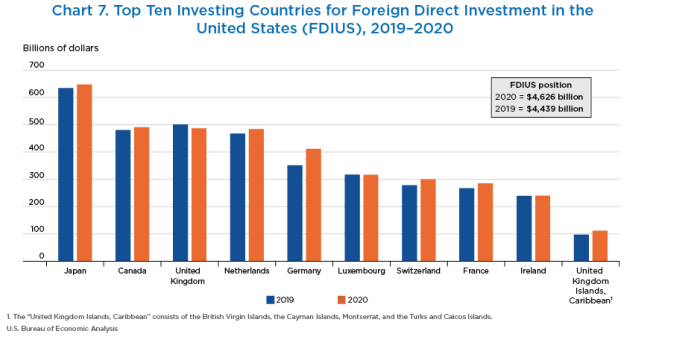 Chart 7. Top Ten Investing Countries for Foreign Direct Investment in the
United States (FDIUS), 2019–2020
Billions of dollars
700
600
500
400
300
200
100
0
FDIUS position
2020 = $4,626 billion
2019 = $4,439 billion
Japan
Canada
United
Kingdom
Netherlands
Germany
Luxembourg
Switzerland
France
Ireland
United
Kingdom
Islands,
Caribbean¹
2019
2020
1. The “United Kingdom Islands, Caribbean” consists of the British Virgin Islands, the Cayman Islands, Montserrat, and the Turks and Caicos Islands.
U.S. Bureau of Economic Analysis